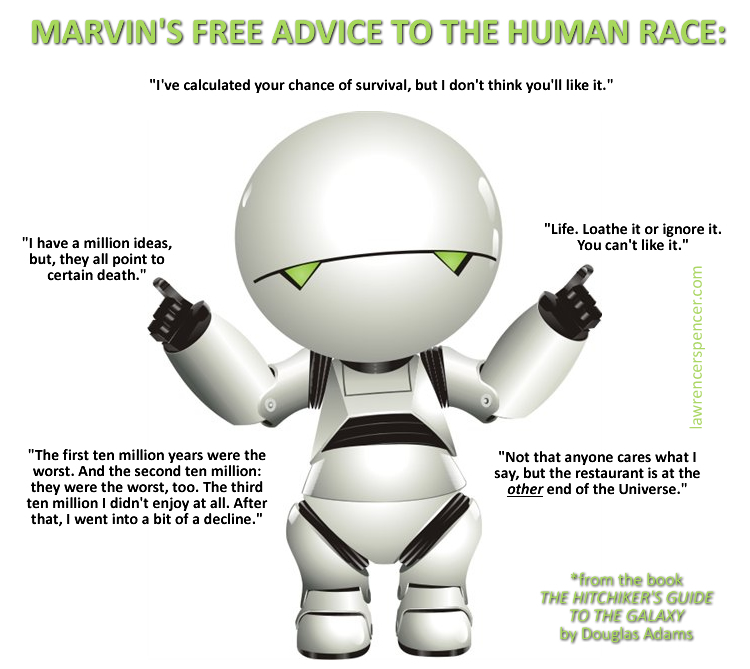 MARVIN'S FREE ADVICE TO THE HUMAN RACE:
"I've calculated your chance of survival, but I don't think you'll like it."
"I have a million ideas,
but, they all point to
certain death."
"Life. Loathe it or ignore it.
You can't like it."
lawrencerspencer.com
"The first ten million years were the
worst. And the second ten million:
they were the worst, too. The third
ten million I didn't enjoy at all. After
that, I went into a bit of a decline."
"Not that anyone cares what I
say, but the restaurant is at the
other end of the Universe."
*from the book
THE HITCHIKER'S GUIDE
TO THE GALAXY
by Douglas Adams